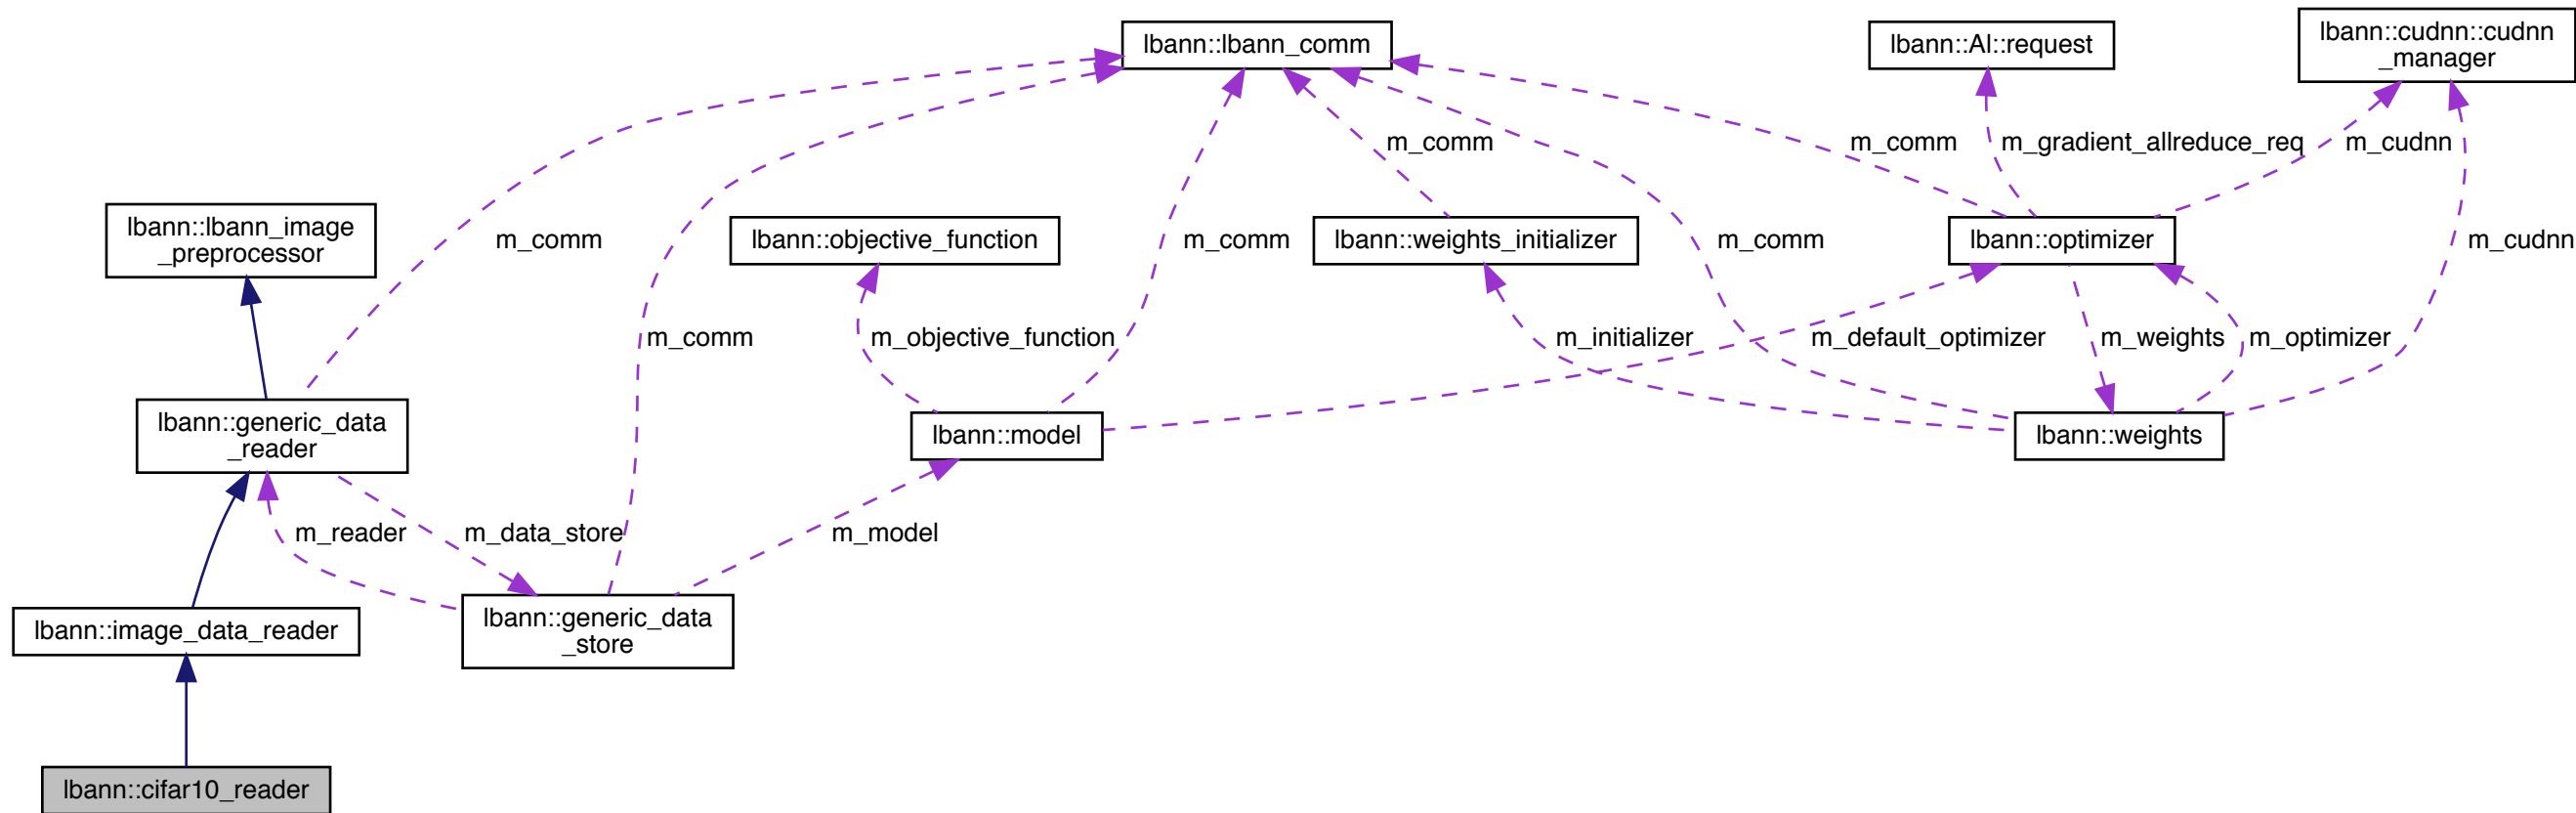 lbann::lbann_comm
lbann::Al::request
lbann::cudnn::cudnn
_manager
m_comm
m_comm
m_gradient_allreduce_req
m_cudnn
lbann::lbann_image
_preprocessor
m_comm
lbann::objective_function
m_comm
lbann::weights_initializer
m_comm
lbann::optimizer
m_cudnn
m_comm
m_objective_function
m_initializer
m_default_optimizer
m_weights
m_optimizer
lbann::generic_data
_reader
lbann::model
lbann::weights
m_reader
m_data_store
m_model
lbann::image_data_reader
lbann::generic_data
_store
lbann::cifar10_reader